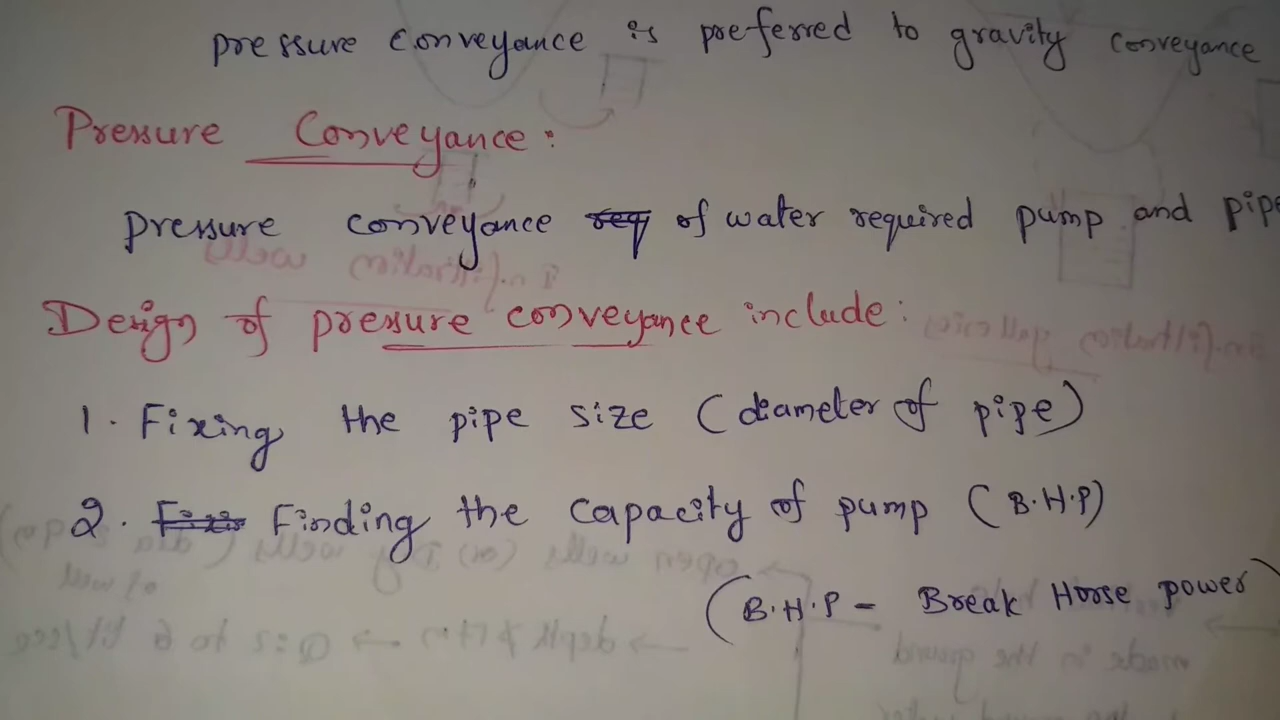 pressure conveyance is preferred to gravity conveyance
Pressure Conveyance:
pressure conveyance req of water required pump and pipe
Design of pressure conveyance include:
1. Fixing the pipe size (diameter of pipe)
2. Fixin Finding the capacity of pump (B.H.P)
(B.H.P - Break Horse power)